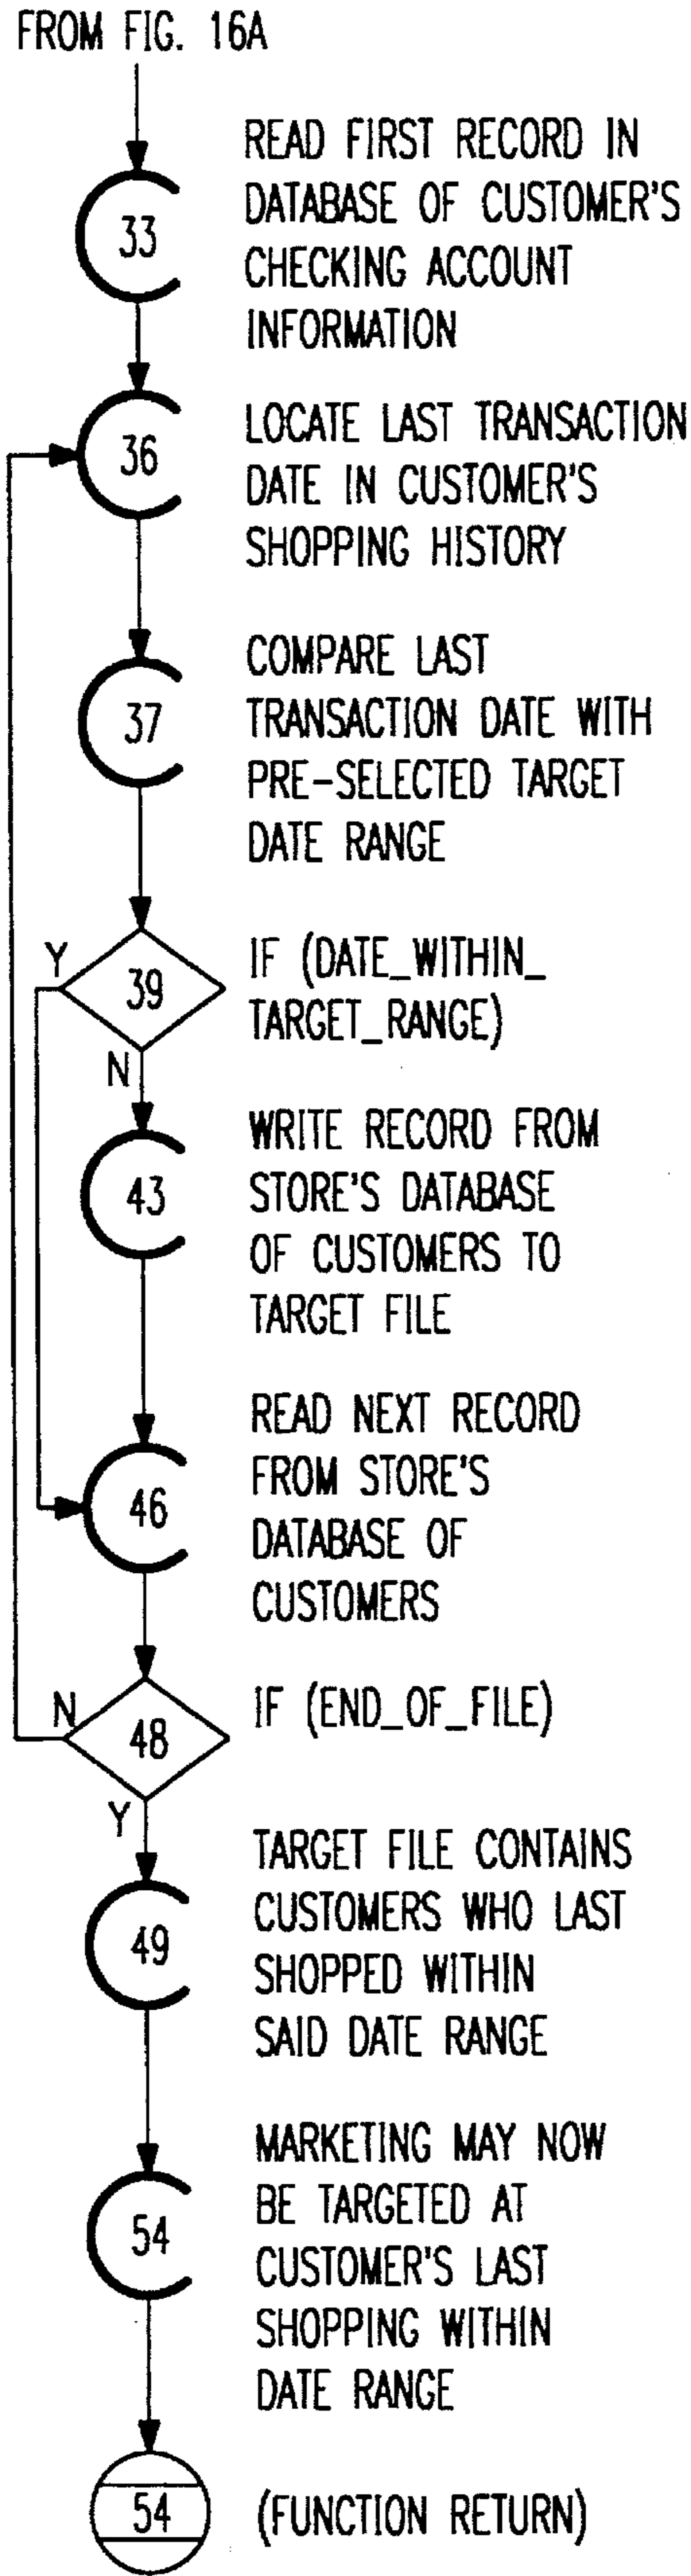 FROM FIG. 16A
33
READ FIRST RECORD IN
DATABASE OF CUSTOMER'S
CHECKING ACCOUNT
INFORMATION
36
LOCATE LAST TRANSACTION
DATE IN CUSTOMER'S
SHOPPING HISTORY
37
COMPARE LAST
TRANSACTION DATE WITH
PRE-SELECTED TARGET
DATE RANGE
Y
39
N
IF (DATE_WITHIN_
TARGET_RANGE)
43
WRITE RECORD FROM
STORE'S DATABASE
OF CUSTOMERS TO
TARGET FILE
46
READ NEXT RECORD
FROM STORE'S
DATABASE OF
CUSTOMERS
N
48
Y
IF (END_OF_FILE)
49
TARGET FILE CONTAINS
CUSTOMERS WHO LAST
SHOPPED WITHIN
SAID DATE RANGE
54
MARKETING MAY NOW
BE TARGETED AT
CUSTOMER'S LAST
SHOPPING WITHIN
DATE RANGE
54
(FUNCTION RETURN)